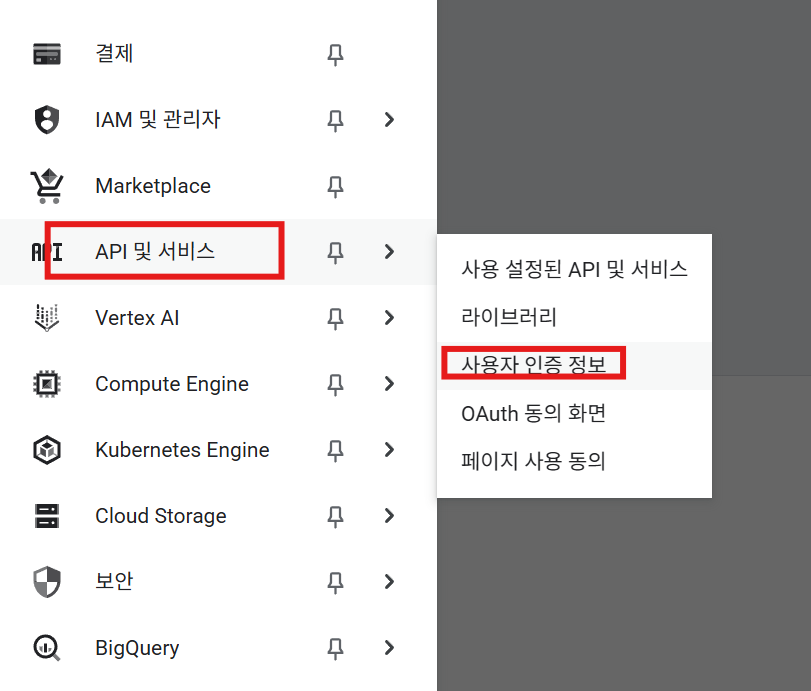 결제
IAM 및 관리자
Marketplace
API API 및 서비스
사용 설정된 API 및 서비스
라이브러리
사용자 인증 정보
OAuth 동의 화면
페이지 사용 동의
Vertex AI
Compute Engine
Kubernetes Engine
Cloud Storage
보안
BigQuery